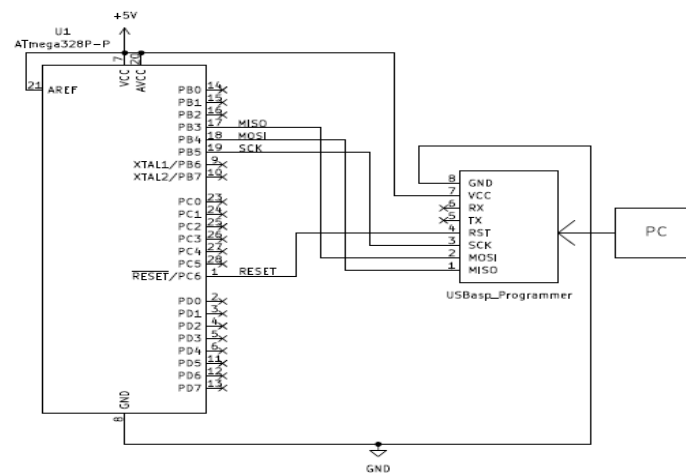 +5V
U1
ATmega328P-P
7
20
VCC
AVCC
21
AREF
PB0 14
PB1 15
PB2 16
PB3 17 MISO
PB4 18 MOSI
PB5 19 SCK
XTAL1/PB6 9
XTAL2/PB7 10
PC0 23
PC1 24
PC2 25
PC3 26
PC4 27
PC5 28
RESET/PC6 1 RESET
PD0 2
PD1 3
PD2 4
PD3 5
PD4 6
PD5 11
PD6 12
PD7 13
GND
8
8 GND
7 VCC
6 RX
5 TX
4 RST
3 SCK
2 MOSI
1 MISO
USBasp_Programmer
PC
GND